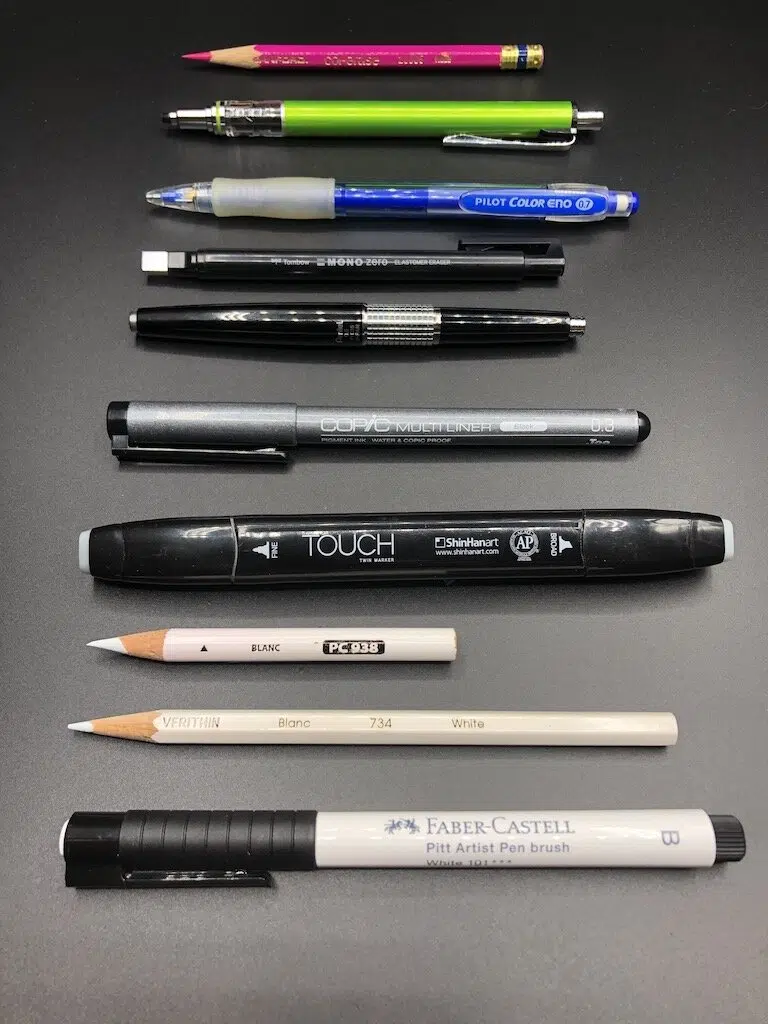 PILOT COLOR ENO 0.7
Tombow MONO zero ELASTOMER ERASER
COPIC MULTILINER 0.3
PIGMENT INK. WATER & COPIC PROOF
FINE TOUCH ShinHanart AP BROAD
TWIN MARKER www.shinhanart.com
BLANC PC 938
VERITHIN Blanc 734 White
FABER-CASTELL B
Pitt Artist Pen brush
White 101***